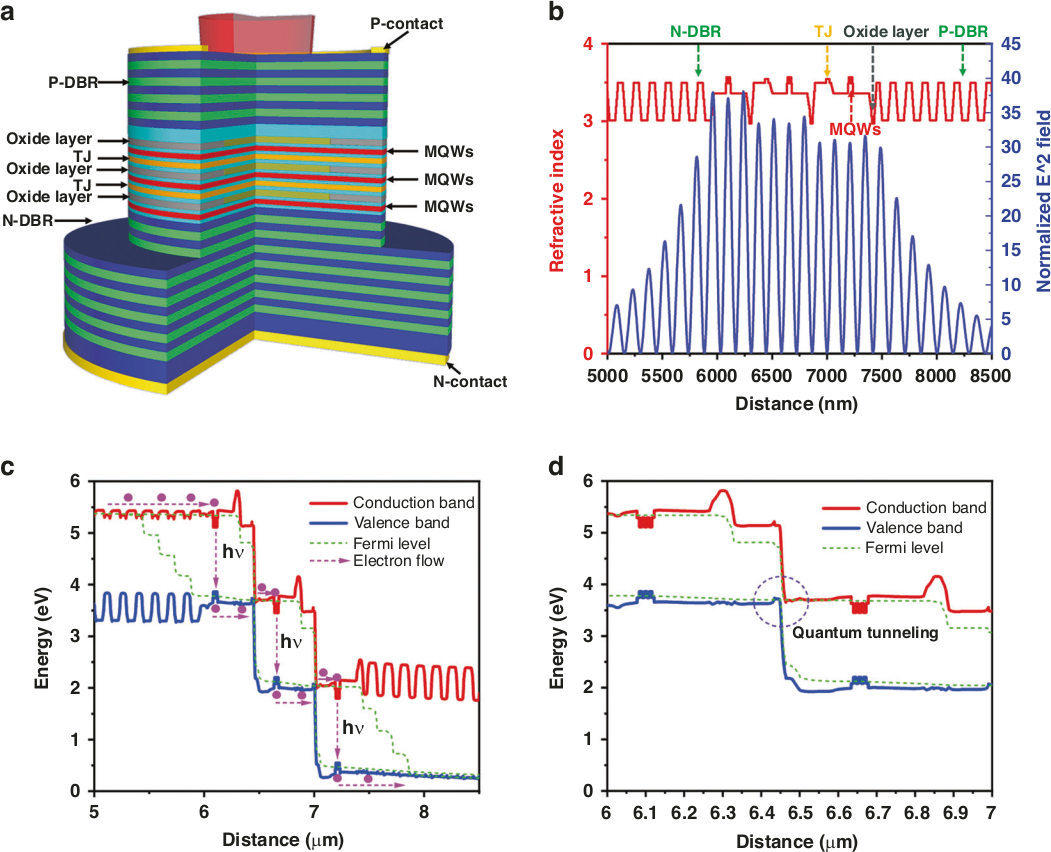 a
P-contact
P-DBR
Oxide layer
TJ
Oxide layer
TJ
Oxide layer
N-DBR
MQWs
MQWs
MQWs
N-contact
b
N-DBR
TJ
Oxide layer
P-DBR
MQWs
4
3
2
1
0
Refractive index
45
40
35
30
25
20
15
10
5
0
Normalized E^2 field
5000 5500 6000 6500 7000 7500 8000 8500
Distance (nm)
c
6
5
4
3
2
1
0
Energy (eV)
Conduction band
Valence band
Fermi level
Electron flow
hν
hν
hν
5 6 7 8
Distance (μm)
d
6
5
4
3
2
1
0
Energy (eV)
Conduction band
Valence band
Fermi level
Quantum tunneling
6 6.1 6.2 6.3 6.4 6.5 6.6 6.7 6.8 6.9 7
Distance (μm)